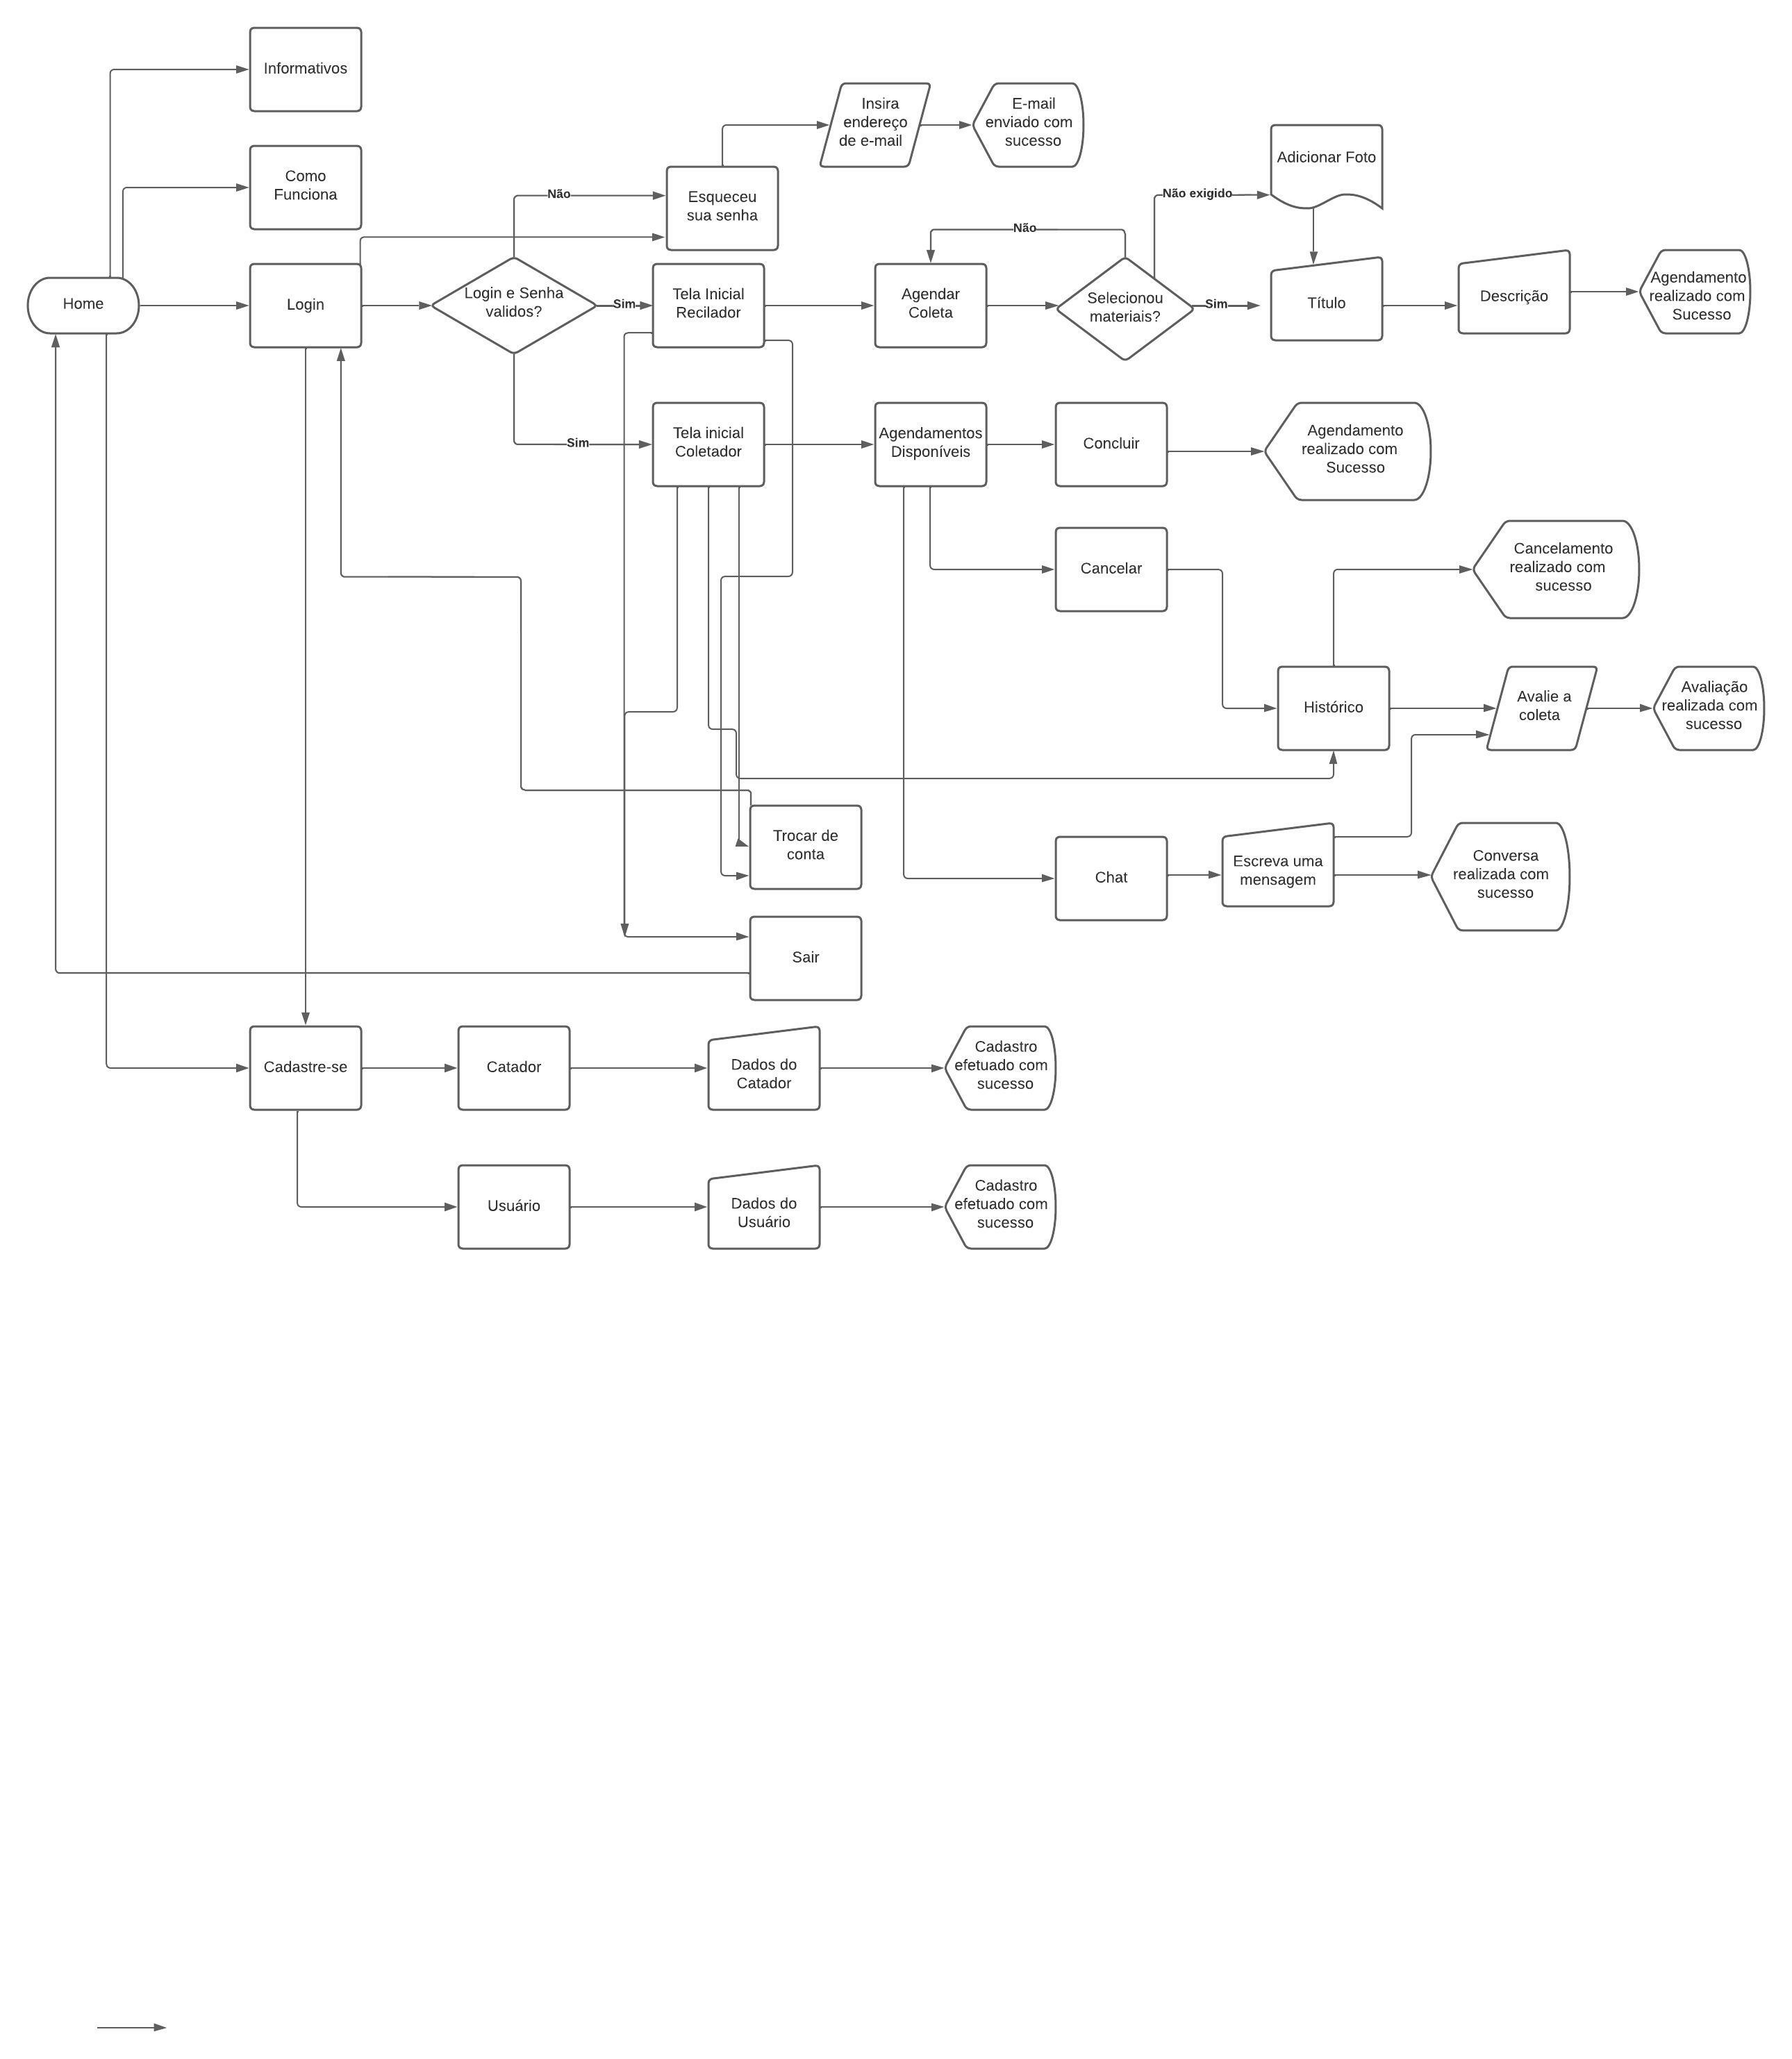 Informativos
Insira
endereço
de e-mail
E-mail
enviado com
sucesso
Adicionar Foto
Como
Funciona
Não
Esqueceu
sua senha
Não exigido
Não
Home
Login
Login e Senha
validos?
Sim
Tela Inicial
Recilador
Agendar
Coleta
Selecionou
materiais?
Sim
Título
Descrição
Agendamento
realizado com
Sucesso
Sim
Tela inicial
Coletador
Agendamentos
Disponíveis
Concluir
Agendamento
realizado com
Sucesso
Cancelar
Cancelamento
realizado com
sucesso
Histórico
Avalie a
coleta
Avaliação
realizada com
sucesso
Trocar de
conta
Chat
Escreva uma
mensagem
Conversa
realizada com
sucesso
Sair
Cadastre-se
Catador
Dados do
Catador
Cadastro
efetuado com
sucesso
Usuário
Dados do
Usuário
Cadastro
efetuado com
sucesso